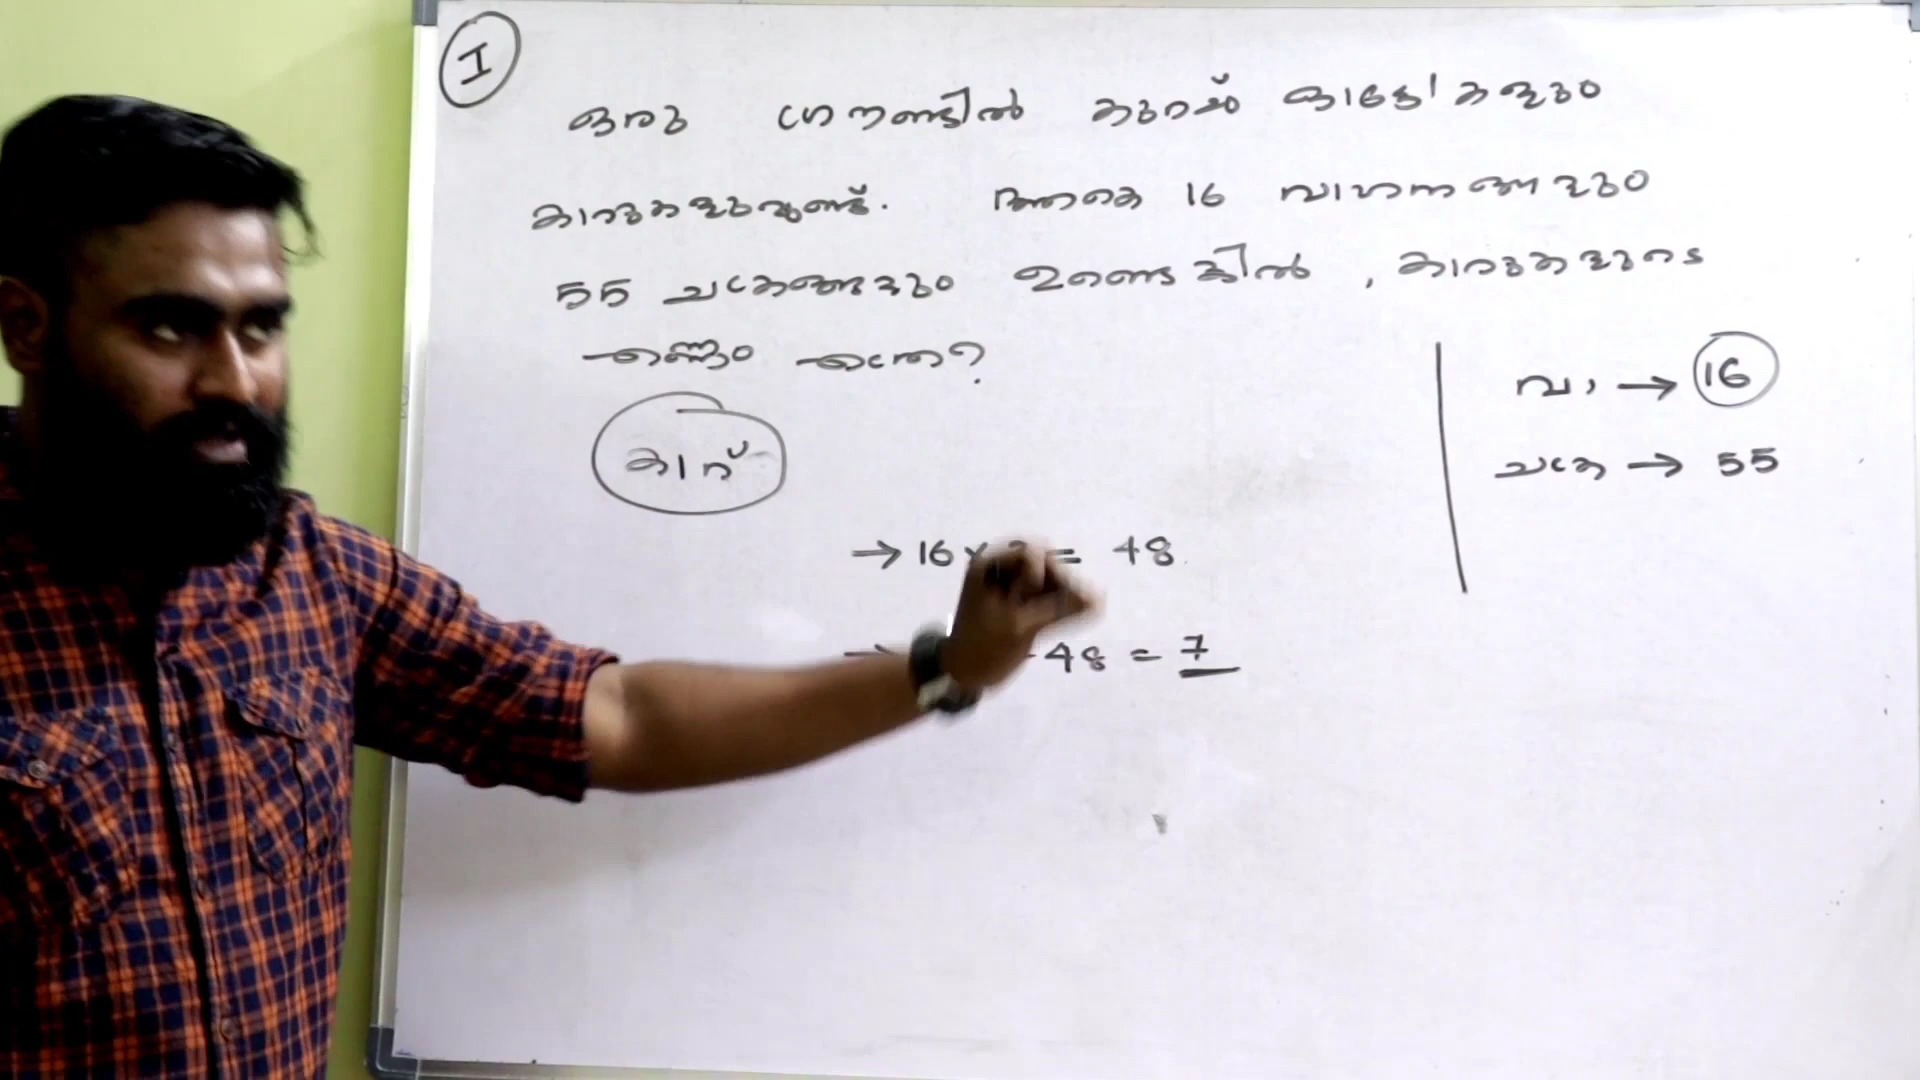 I
ഒരു ഗ്രൗണ്ടിൽ കുറച്ച് ഓട്ടോകളും
കാറുകളുമുണ്ട്. ആകെ 16 വാഹനങ്ങളും
55 ചക്രങ്ങളും ഉണ്ടെങ്കിൽ , കാറുകളുടെ
എണ്ണം എത്ര?
വാ → 16
ചക്ര → 55
കാറ്
→ 16 × = 48
→ 48 = 7